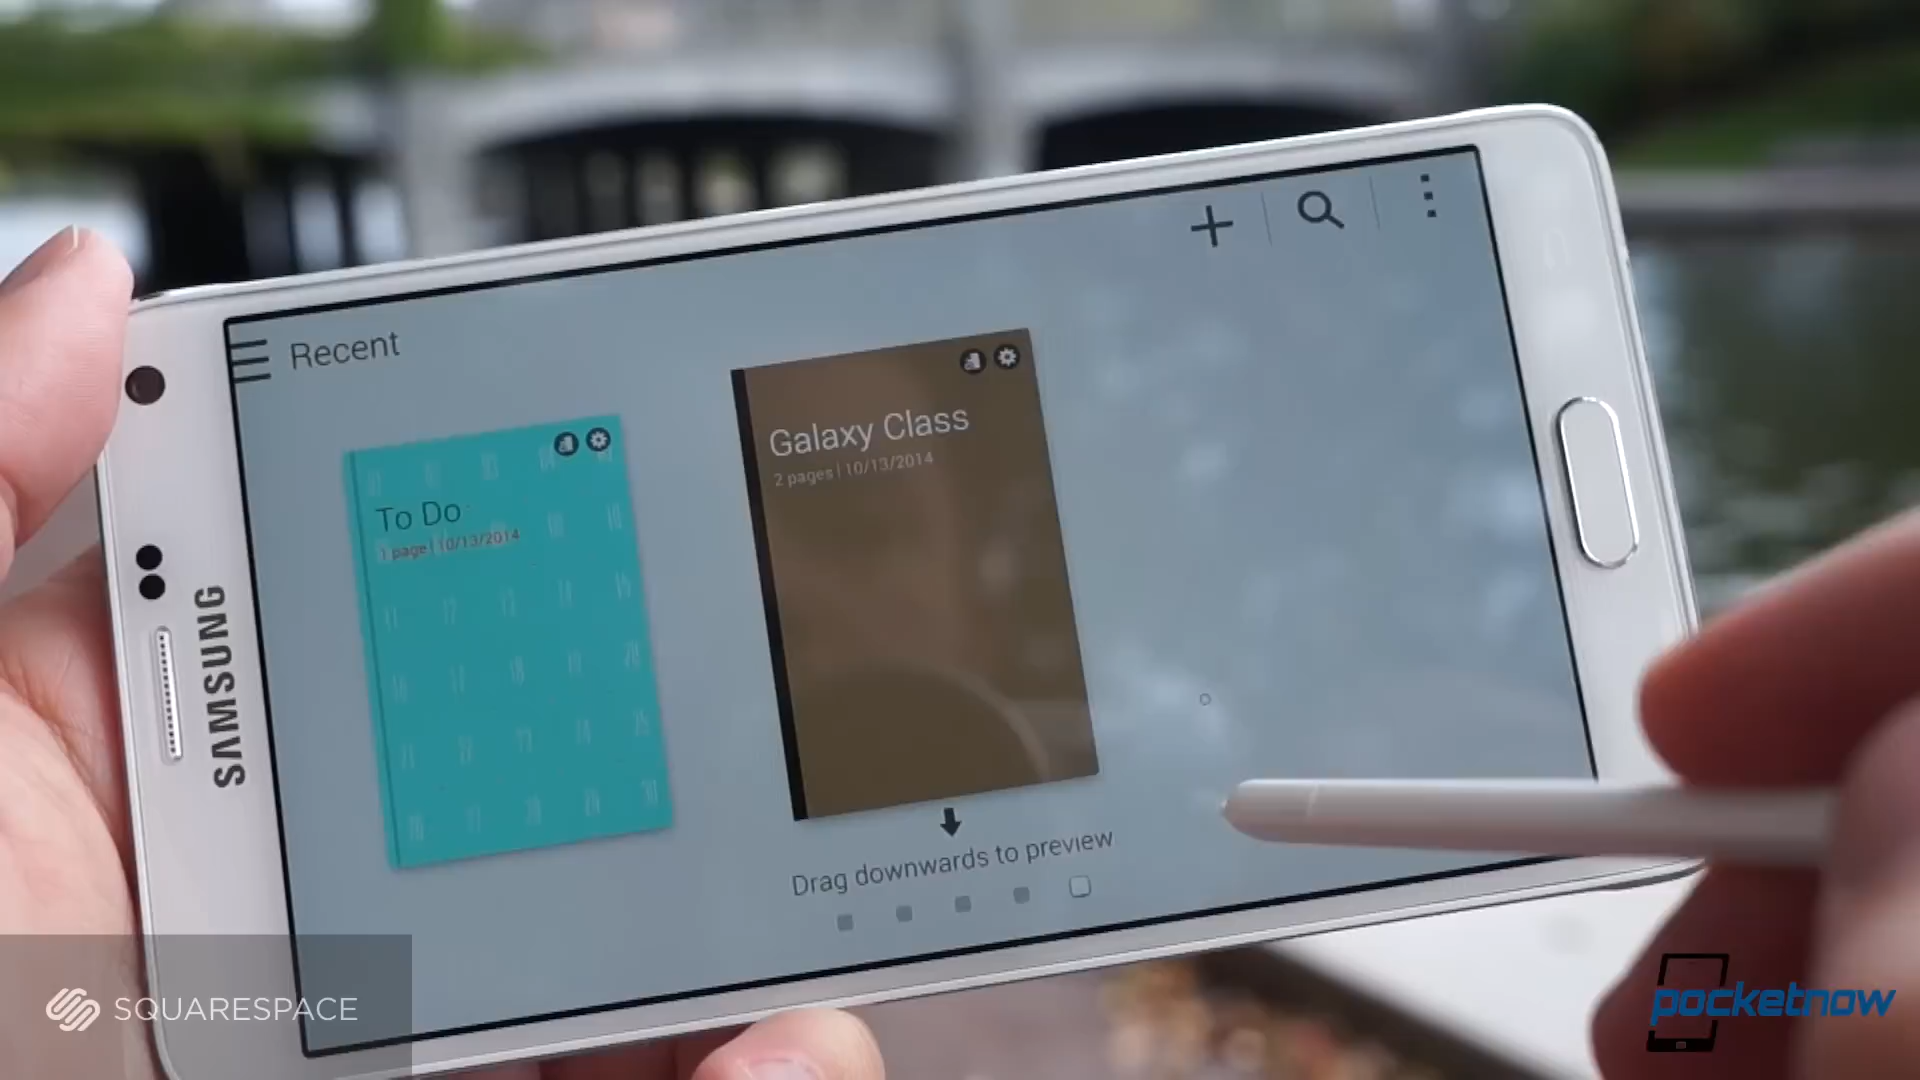 Recent
To Do
1 page | 10/13/2014
Galaxy Class
2 pages | 10/13/2014
Drag downwards to preview
SAMSUNG
SQUARESPACE
pocketnow